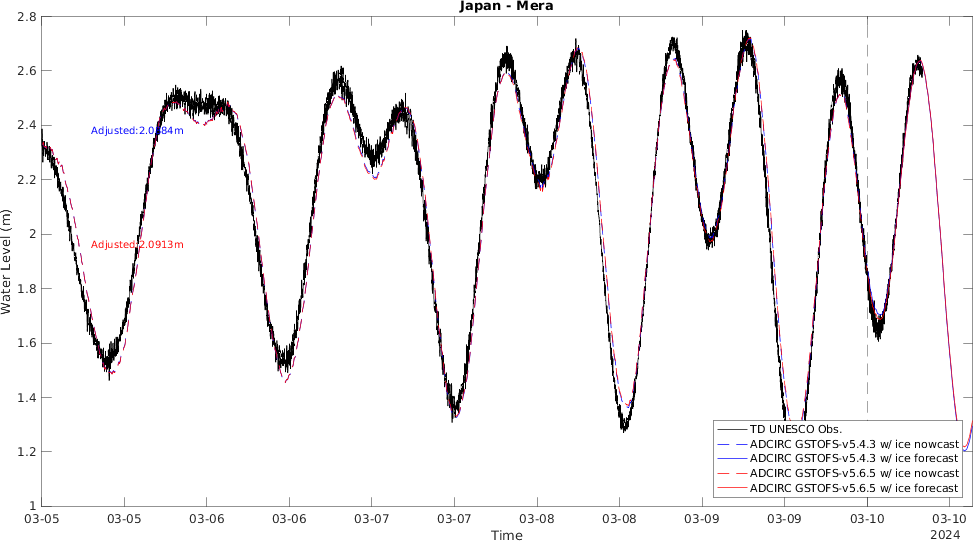 Japan - Mera
2.8
2.6
2.4
2.2
2
1.8
1.6
1.4
1.2
1
Water Level (m)
Adjusted:2.0884m
Adjusted:2.0913m
TD UNESCO Obs.
ADCIRC GSTOFS-v5.4.3 w/ ice nowcast
ADCIRC GSTOFS-v5.4.3 w/ ice forecast
ADCIRC GSTOFS-v5.6.5 w/ ice nowcast
ADCIRC GSTOFS-v5.6.5 w/ ice forecast
03-05 03-05 03-06 03-06 03-07 03-07 03-08 03-08 03-09 03-09 03-10 03-10
2024
Time